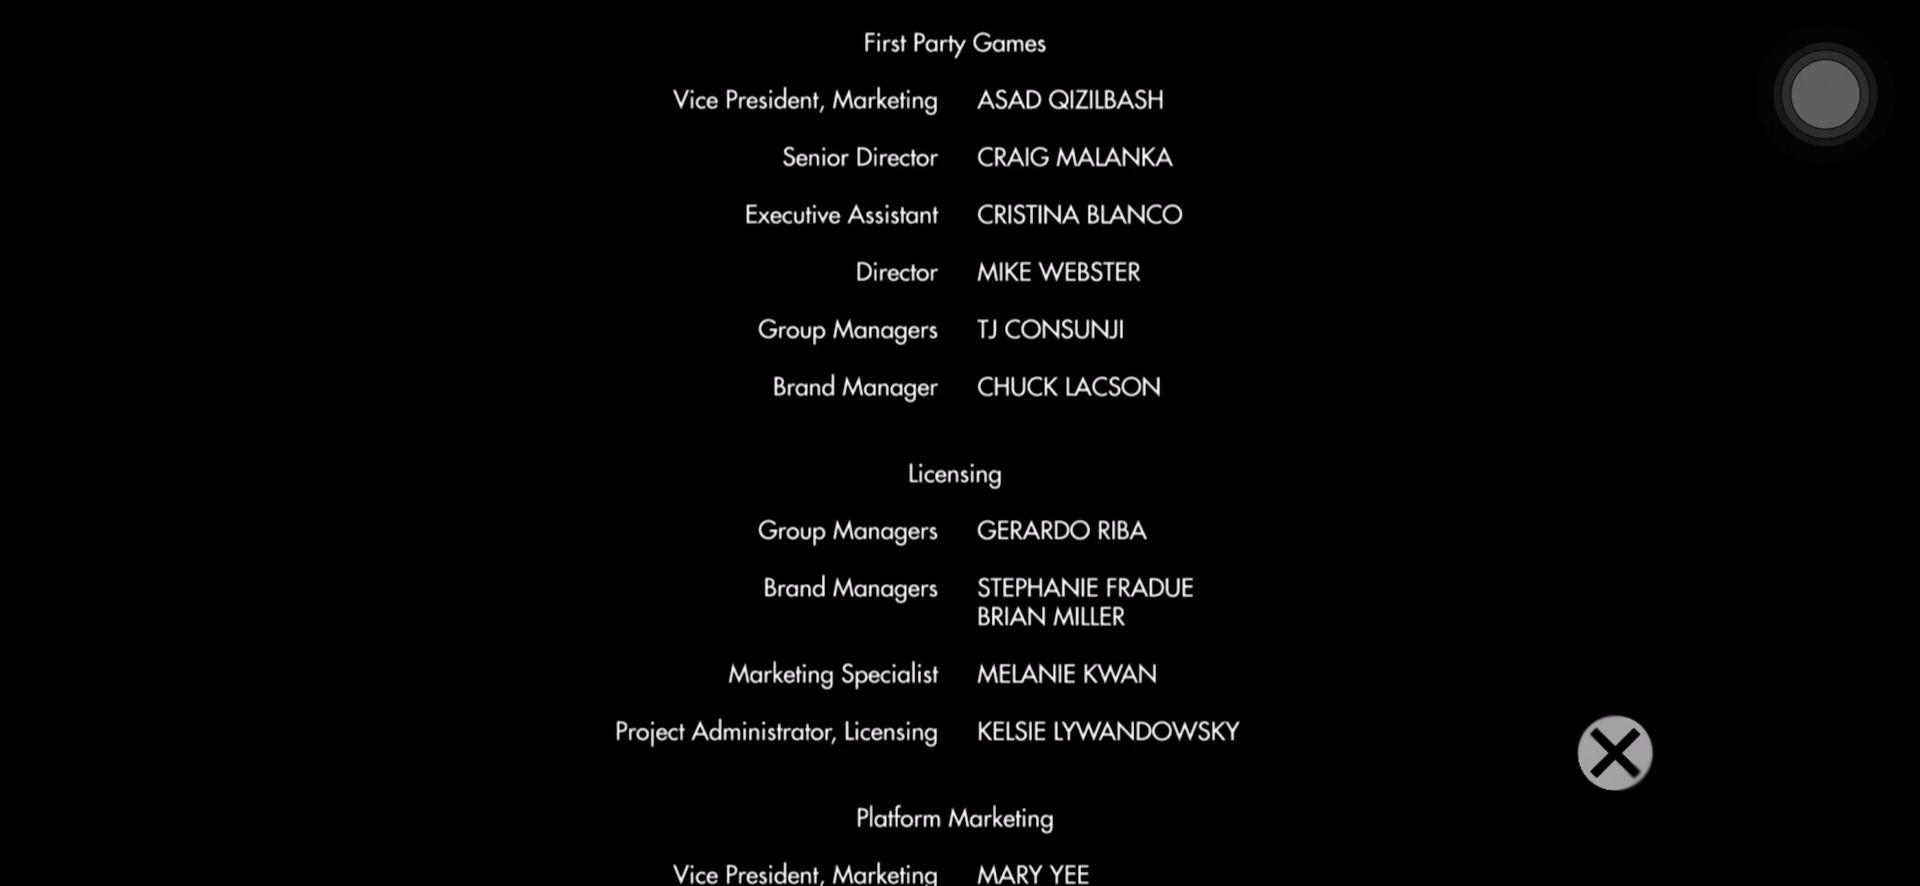 First Party Games
Vice President, Marketing ASAD QIZILBASH
Senior Director CRAIG MALANKA
Executive Assistant CRISTINA BLANCO
Director MIKE WEBSTER
Group Managers TJ CONSUNJI
Brand Manager CHUCK LACSON
Licensing
Group Managers GERARDO RIBA
Brand Managers STEPHANIE FRADUE
BRIAN MILLER
Marketing Specialist MELANIE KWAN
Project Administrator, Licensing KELSIE LYWANDOWSKY
Platform Marketing
Vice President, Marketing MARY YEE